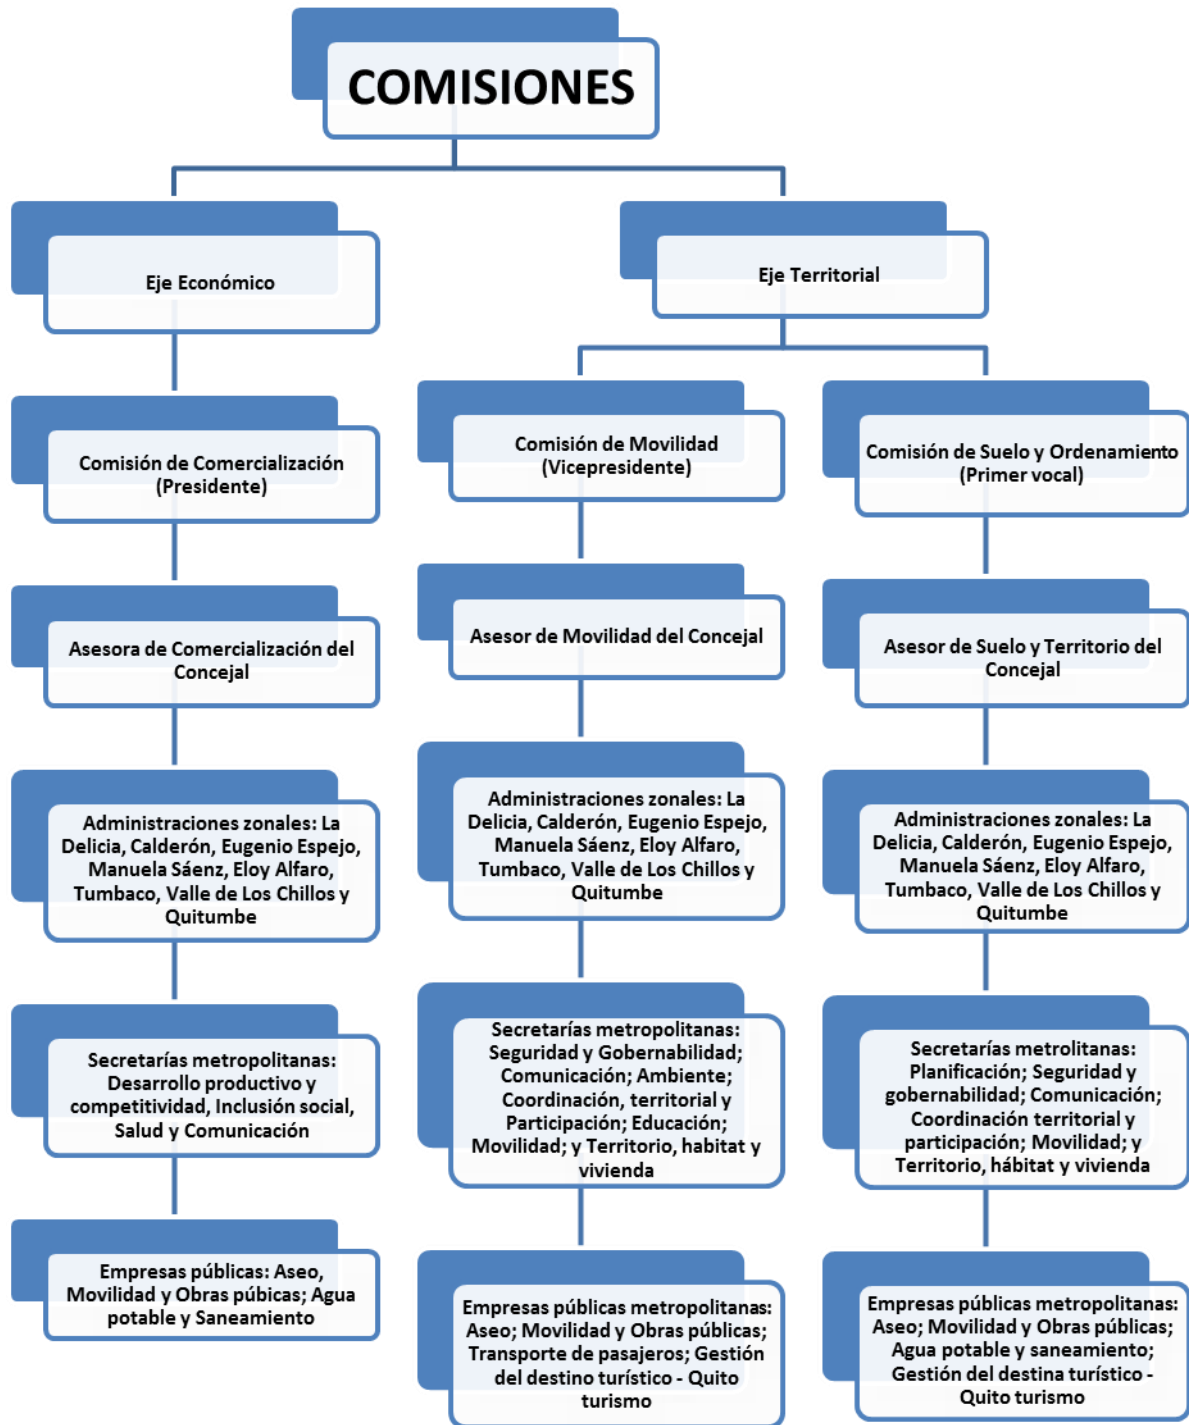 COMISIONES
Eje Económico
Eje Territorial
Comisión de Comercialización
(Presidente)
Comisión de Movilidad
(Vicepresidente)
Comisión de Suelo y Ordenamiento
(Primer vocal)
Asesora de Comercialización del
Concejal
Asesor de Movilidad del Concejal
Asesor de Suelo y Territorio del
Concejal
Administraciones zonales: La
Delicia, Calderón, Eugenio Espejo,
Manuela Sáenz, Eloy Alfaro,
Tumbaco, Valle de Los Chillos y
Quitumbe
Administraciones zonales: La
Delicia, Calderón, Eugenio Espejo,
Manuela Sáenz, Eloy Alfaro,
Tumbaco, Valle de Los Chillos y
Quitumbe
Administraciones zonales: La
Delicia, Calderón, Eugenio Espejo,
Manuela Sáenz, Eloy Alfaro,
Tumbaco, Valle de Los Chillos y
Quitumbe
Secretarías metropolitanas:
Desarrollo productivo y
competitividad, Inclusión social,
Salud y Comunicación
Secretarías metropolitanas:
Seguridad y Gobernabilidad;
Comunicación; Ambiente;
Coordinación, territorial y
Participación; Educación;
Movilidad; y Territorio, habitat y
vivienda
Secretarías metrolitanas:
Planificación; Seguridad y
gobernabilidad; Comunicación;
Coordinación territorial y
participación; Movilidad; y
Territorio, hábitat y vivienda
Empresas públicas: Aseo,
Movilidad y Obras púbicas; Agua
potable y Saneamiento
Empresas públicas metropolitanas:
Aseo; Movilidad y Obras públicas;
Transporte de pasajeros; Gestión
del destino turístico - Quito
turismo
Empresas públicas metropolitanas:
Aseo; Movilidad y Obras públicas;
Agua potable y saneamiento;
Gestión del destina turístico -
Quito turismo